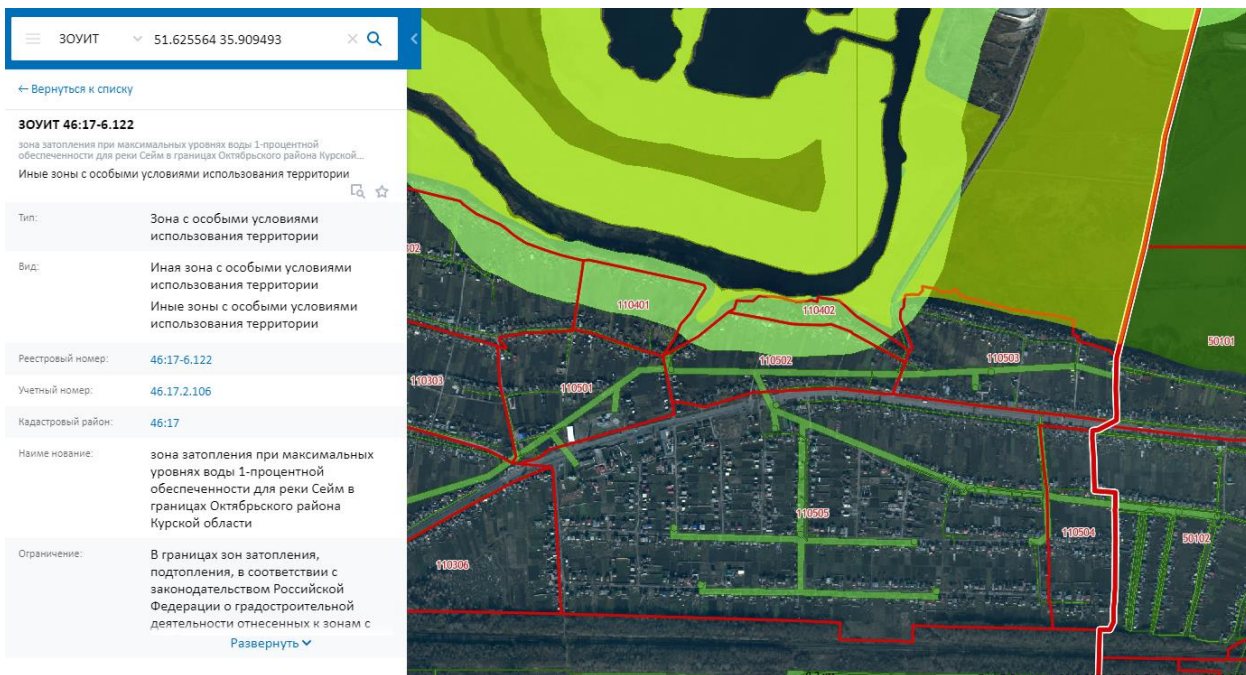 ЗОУИТ 51.625564 35.909493
← Вернуться к списку
ЗОУИТ 46:17-6.122
зона затопления при максимальных уровнях воды 1-процентной
обеспеченности для реки Сейм в границах Октябрьского района Курской...
Иные зоны с особыми условиями использования территории
Тип: Зона с особыми условиями
использования территории
Вид: Иная зона с особыми условиями
использования территории
Иные зоны с особыми условиями
использования территории
Реестровый номер: 46:17-6.122
Учетный номер: 46.17.2.106
Кадастровый район: 46:17
Наиме нование: зона затопления при максимальных
уровнях воды 1-процентной
обеспеченности для реки Сейм в
границах Октябрьского района
Курской области
Ограничение: В границах зон затопления,
подтопления, в соответствии с
законодательством Российской
Федерации о градостроительной
деятельности отнесенных к зонам с
Развернуть
302
110401
110402
50101
110303
110501
110502
110503
110505
110504
50102
110306